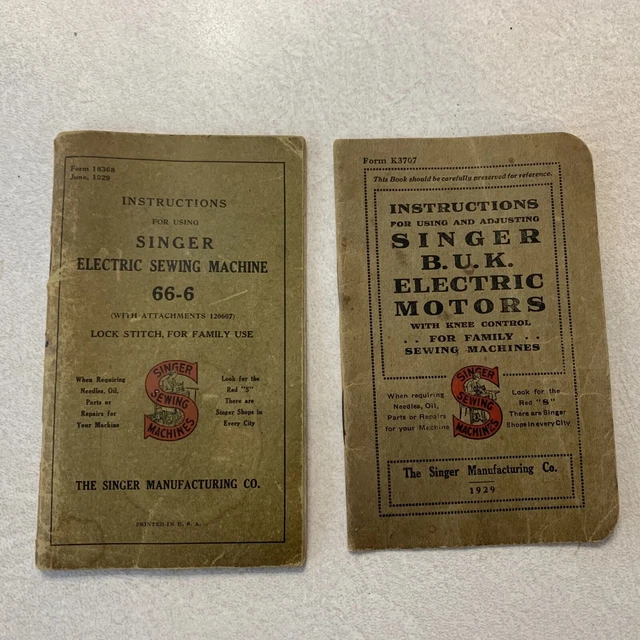 Form 1836a
June, 1929
INSTRUCTIONS
FOR USING
SINGER
ELECTRIC SEWING MACHINE
66-6
(WITH ATTACHMENTS 120607)
LOCK STITCH, FOR FAMILY USE
When Requiring
Needles, Oil,
Parts or
Repairs for
Your Machine
SINGER
SEWING
MACHINES
Look for the
Red "S"
There are
Singer Shops in
Every City
THE SINGER MANUFACTURING CO.
PRINTED IN U. S. A.
Form K3707
This Book should be carefully preserved for reference.
INSTRUCTIONS
FOR USING AND ADJUSTING
SINGER
B.U.K.
ELECTRIC
MOTORS
WITH KNEE CONTROL
. . FOR FAMILY . .
SEWING MACHINES
When requiring
Needles, Oil,
Parts or Repairs
for your Machine
SINGER
SEWING
MACHINES
Look for the
Red "S"
There are Singer
Shops in every City
The Singer Manufacturing Co.
1929